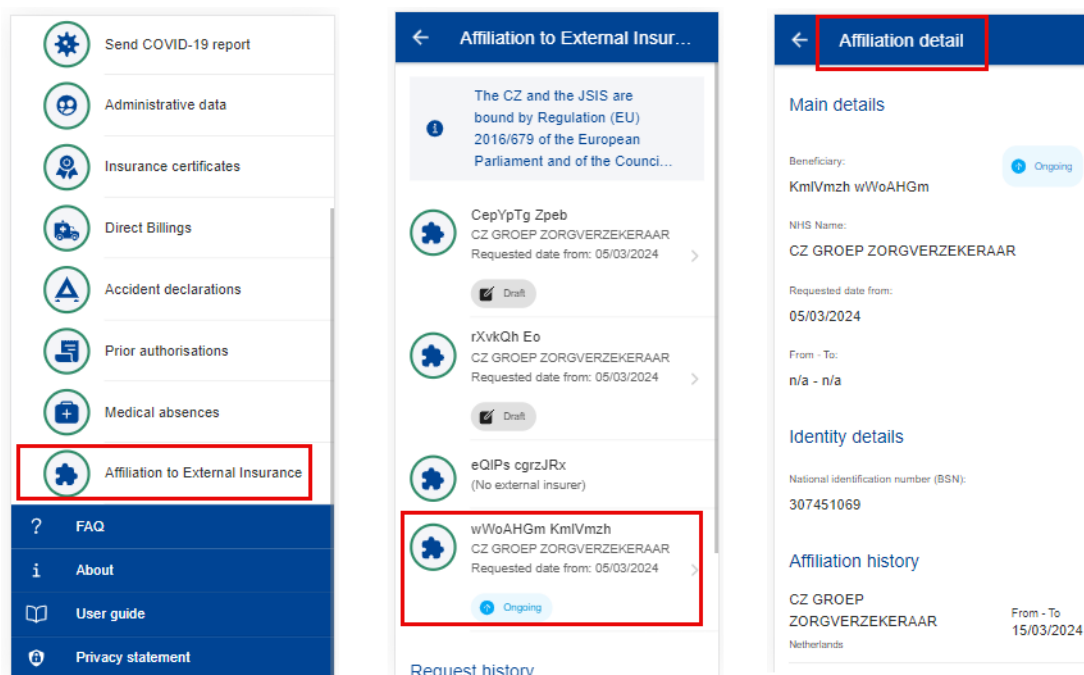 Send COVID-19 report
Administrative data
Insurance certificates
Direct Billings
Accident declarations
Prior authorisations
Medical absences
Affiliation to External Insurance
? FAQ
i About
User guide
Privacy statement
Affiliation to External Insur...
The CZ and the JSIS are
bound by Regulation (EU)
2016/679 of the European
Parliament and of the Counci...
CepYpTg Zpeb
CZ GROEP ZORGVERZEKERAAR
Requested date from: 05/03/2024
Draft
rXvkQh Eo
CZ GROEP ZORGVERZEKERAAR
Requested date from: 05/03/2024
Draft
eQIPs cgrzJRx
(No external insurer)
wWoAHGm KmlVmzh
CZ GROEP ZORGVERZEKERAAR
Requested date from: 05/03/2024
Ongoing
Request history
Affiliation detail
Main details
Beneficiary:
KmlVmzh wWoAHGm
Ongoing
NHS Name:
CZ GROEP ZORGVERZEKERAAR
Requested date from:
05/03/2024
From - To:
n/a - n/a
Identity details
National identification number (BSN):
307451069
Affiliation history
CZ GROEP
ZORGVERZEKERAAR
Netherlands
From - To
15/03/2024